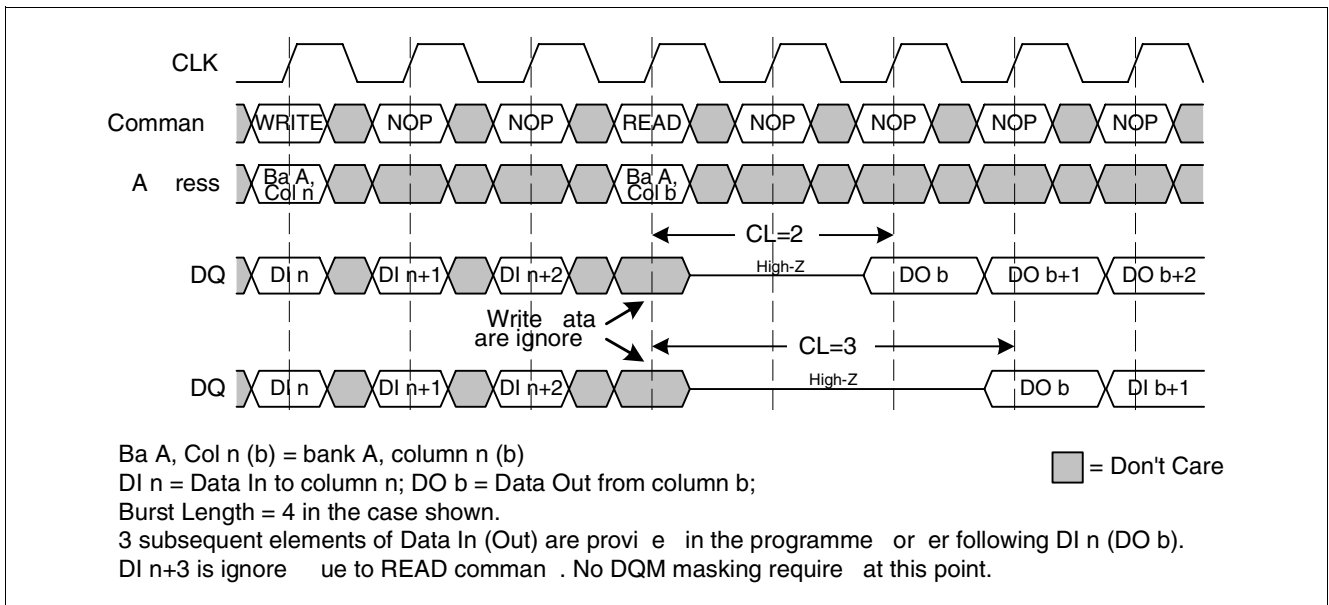 CLK
Comman
WRITE NOP NOP READ NOP NOP NOP NOP
A ress
Ba A, Col n
Ba A, Col b
CL=2
DQ
DI n DI n+1 DI n+2 High-Z DO b DO b+1 DO b+2
Write ata
are ignore
CL=3
DQ
DI n DI n+1 DI n+2 High-Z DO b DI b+1
Ba A, Col n (b) = bank A, column n (b)
= Don't Care
DI n = Data In to column n; DO b = Data Out from column b;
Burst Length = 4 in the case shown.
3 subsequent elements of Data In (Out) are provi e in the programme or er following DI n (DO b).
DI n+3 is ignore ue to READ comman . No DQM masking require at this point.